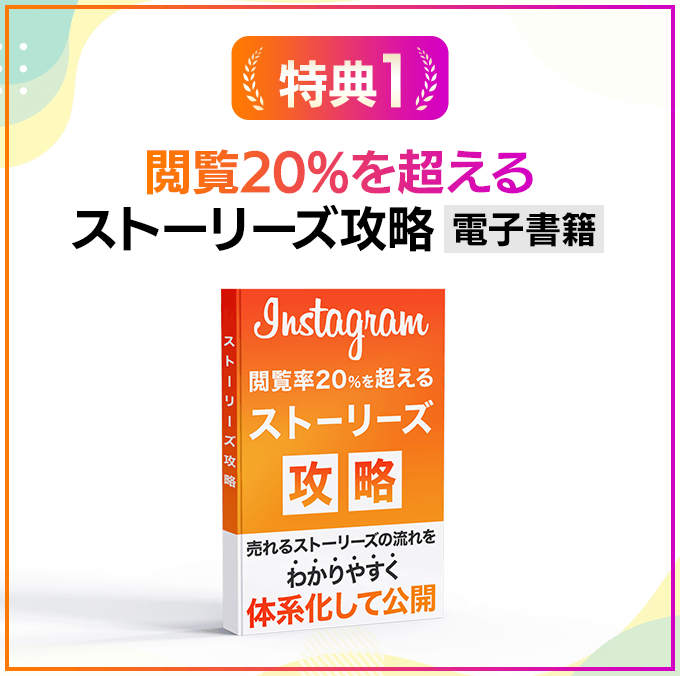 特典1
閲覧20%を超える
ストーリーズ攻略 電子書籍
Instagram
閲覧率20%を超える
ストーリーズ
攻略
売れるストーリーズの流れを
わかりやすく
体系化して公開
ストーリーズ攻略